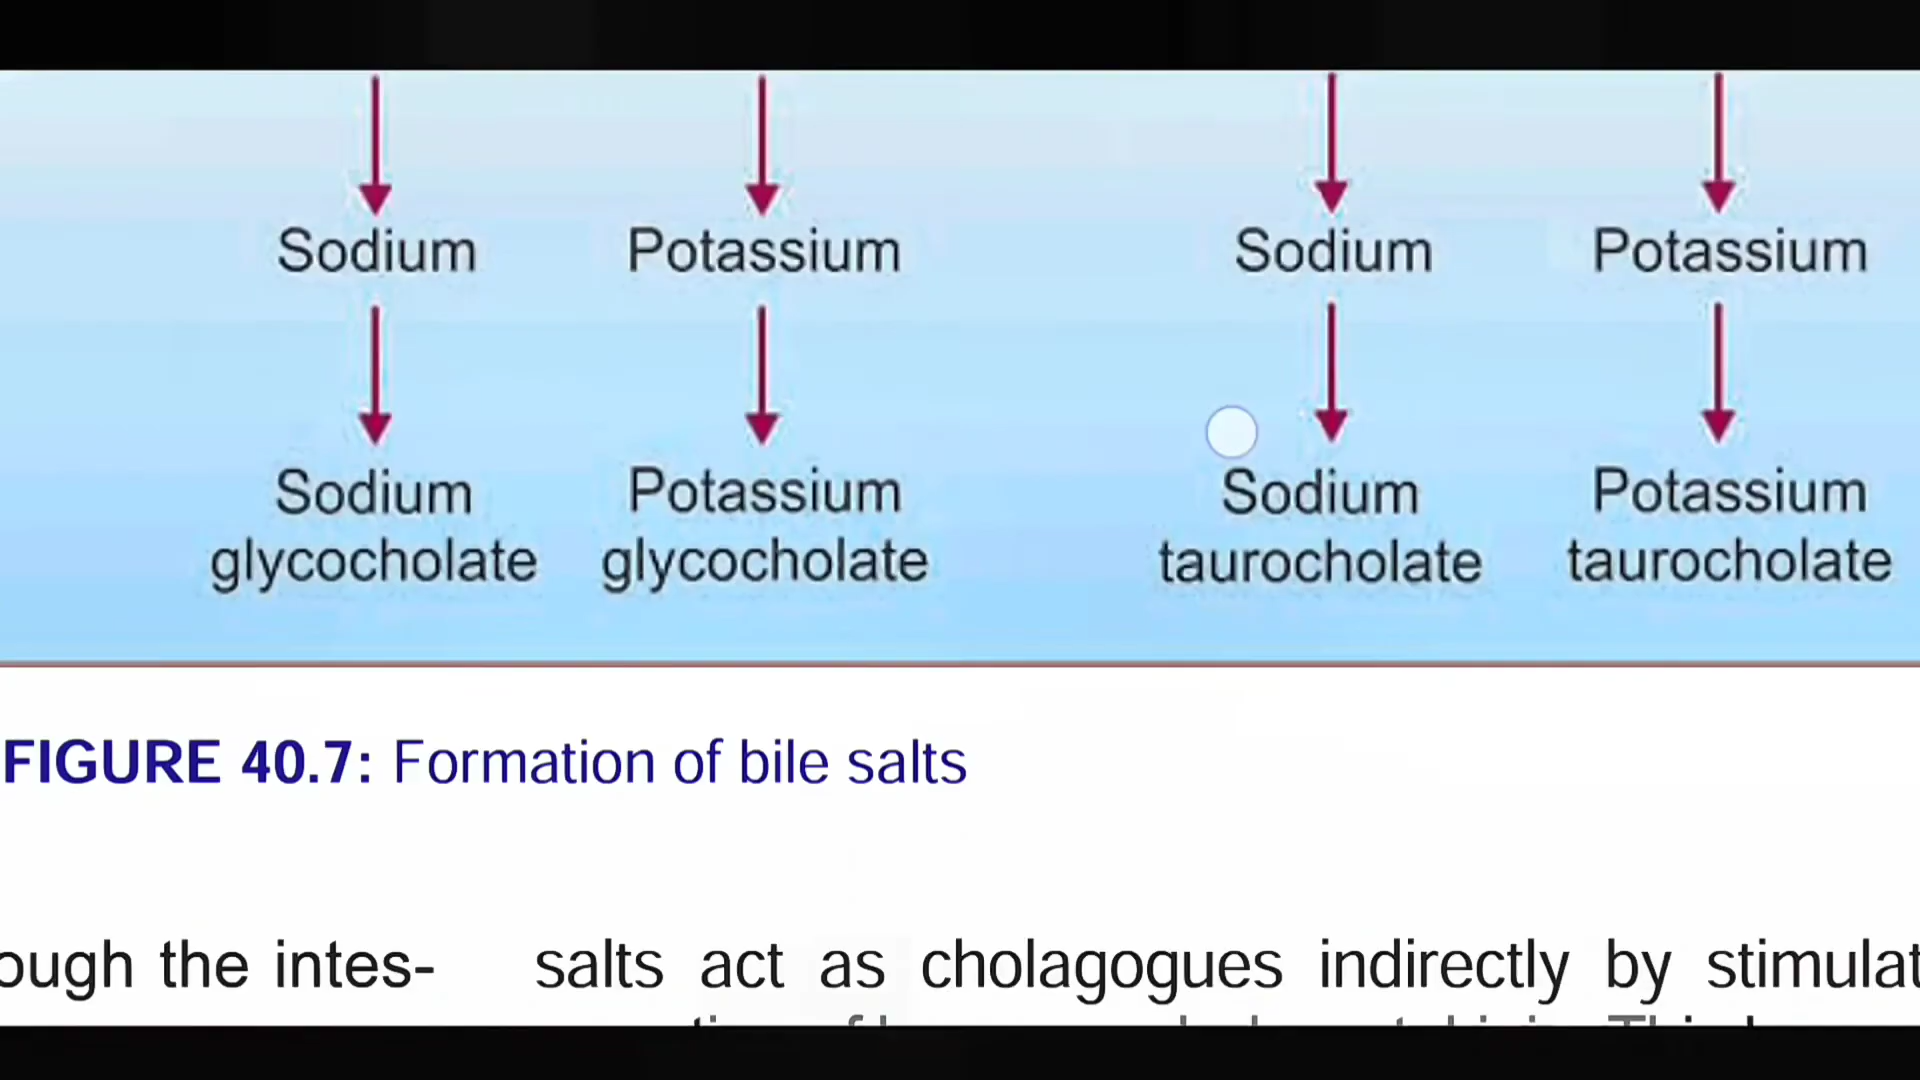 Sodium Potassium Sodium Potassium
Sodium Potassium Sodium Potassium
glycocholate glycocholate taurocholate taurocholate
FIGURE 40.7: Formation of bile salts
ough the intes- salts act as cholagogues indirectly by stimulat